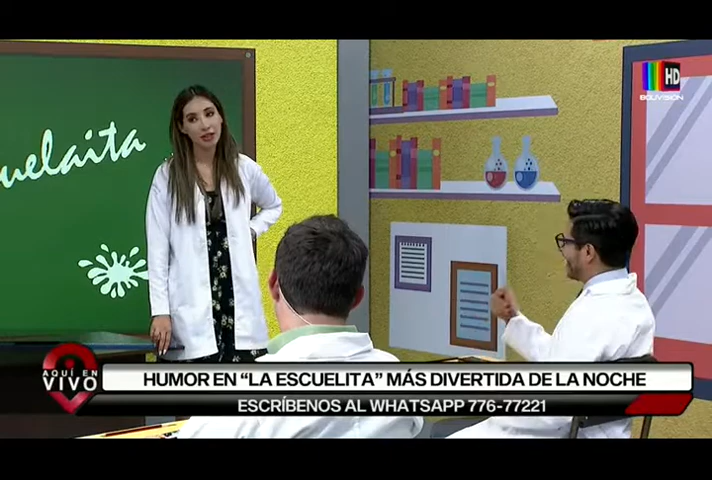 HD
BOLIVISION
uelaita
AQUÍ EN
VIVO
HUMOR EN “LA ESCUELITA” MÁS DIVERTIDA DE LA NOCHE
ESCRÍBENOS AL WHATSAPP 776-77221